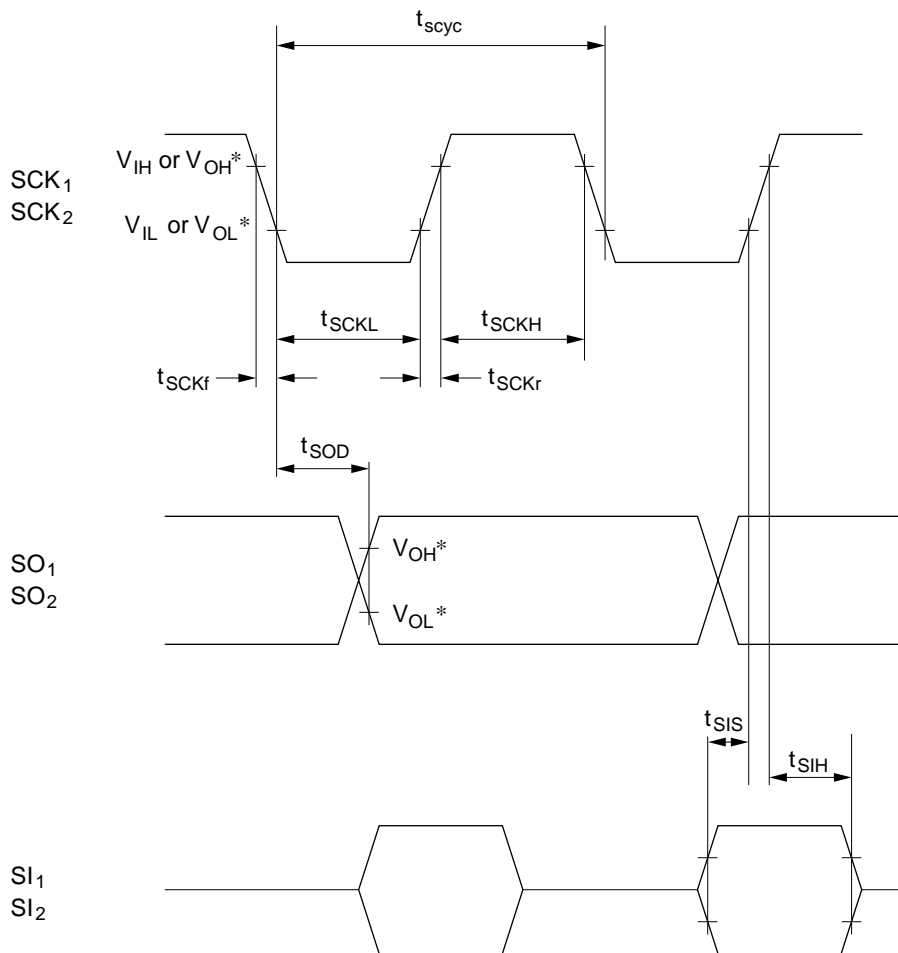 tscyc
VIH or VOH*
SCK1
SCK2
VIL or VOL*
tSCKL
tSCKH
tSCKf
tSCKr
tSOD
VOH*
SO1
SO2
VOL*
tSIS
tSIH
SI1
SI2